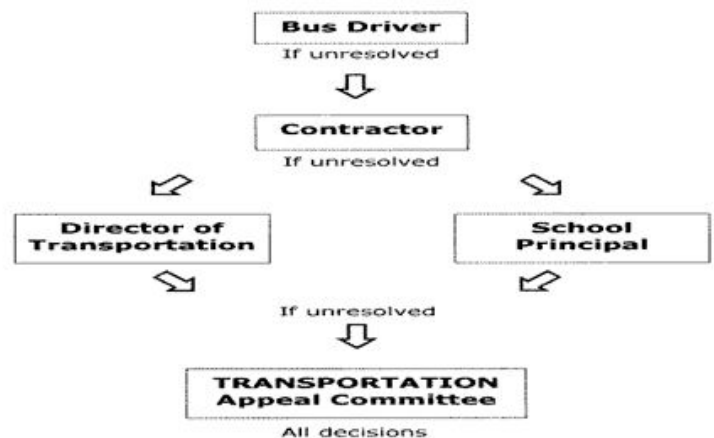 Bus Driver
If unresolved
Contractor
If unresolved
Director of
Transportation
School
Principal
If unresolved
TRANSPORTATION
Appeal Committee
All decisions